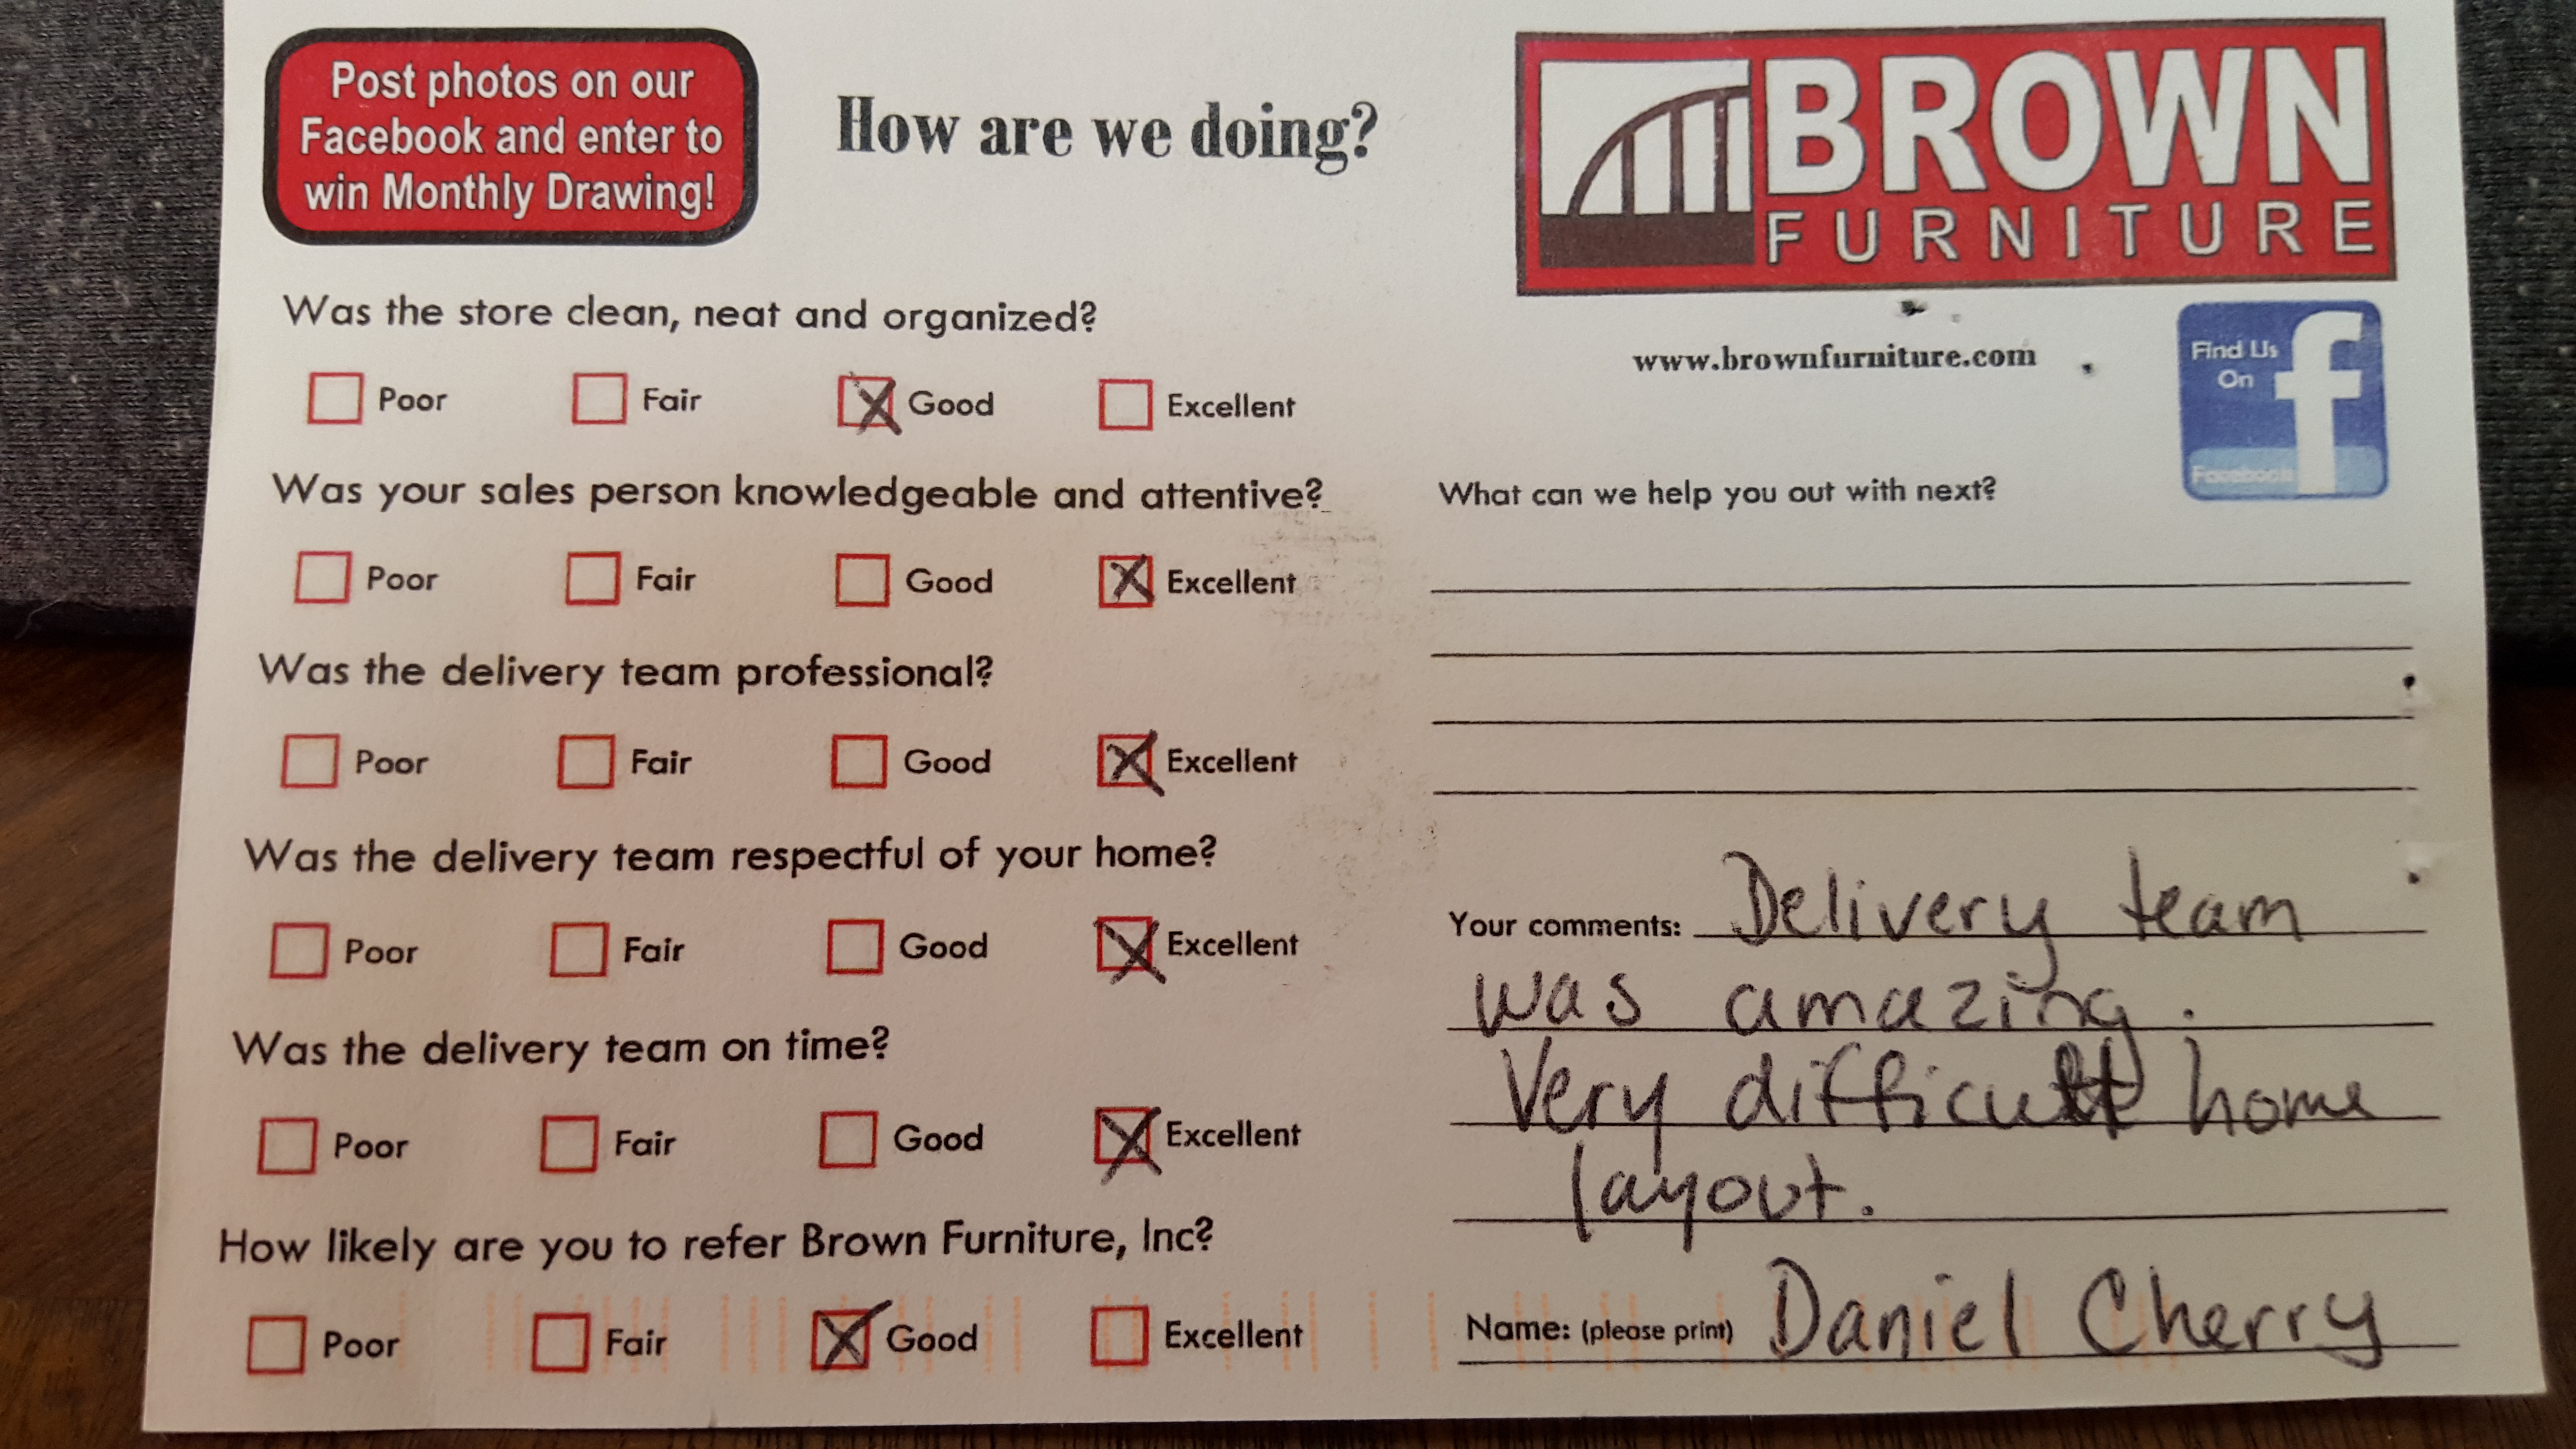 Post photos on our
Facebook and enter to
win Monthly Drawing!
How are we doing?
BROWN
FURNITURE
www.brownfurniture.com
Find Us
On
f
Facebook
Was the store clean, neat and organized?
Poor Fair Good Excellent
Was your sales person knowledgeable and attentive?
Poor Fair Good Excellent
Was the delivery team professional?
Poor Fair Good Excellent
Was the delivery team respectful of your home?
Poor Fair Good Excellent
Was the delivery team on time?
Poor Fair Good Excellent
How likely are you to refer Brown Furniture, Inc?
Poor Fair Good Excellent
What can we help you out with next?
Your comments: Delivery team
was amazing.
Very difficult home
layout.
Name: (please print) Daniel Cherry